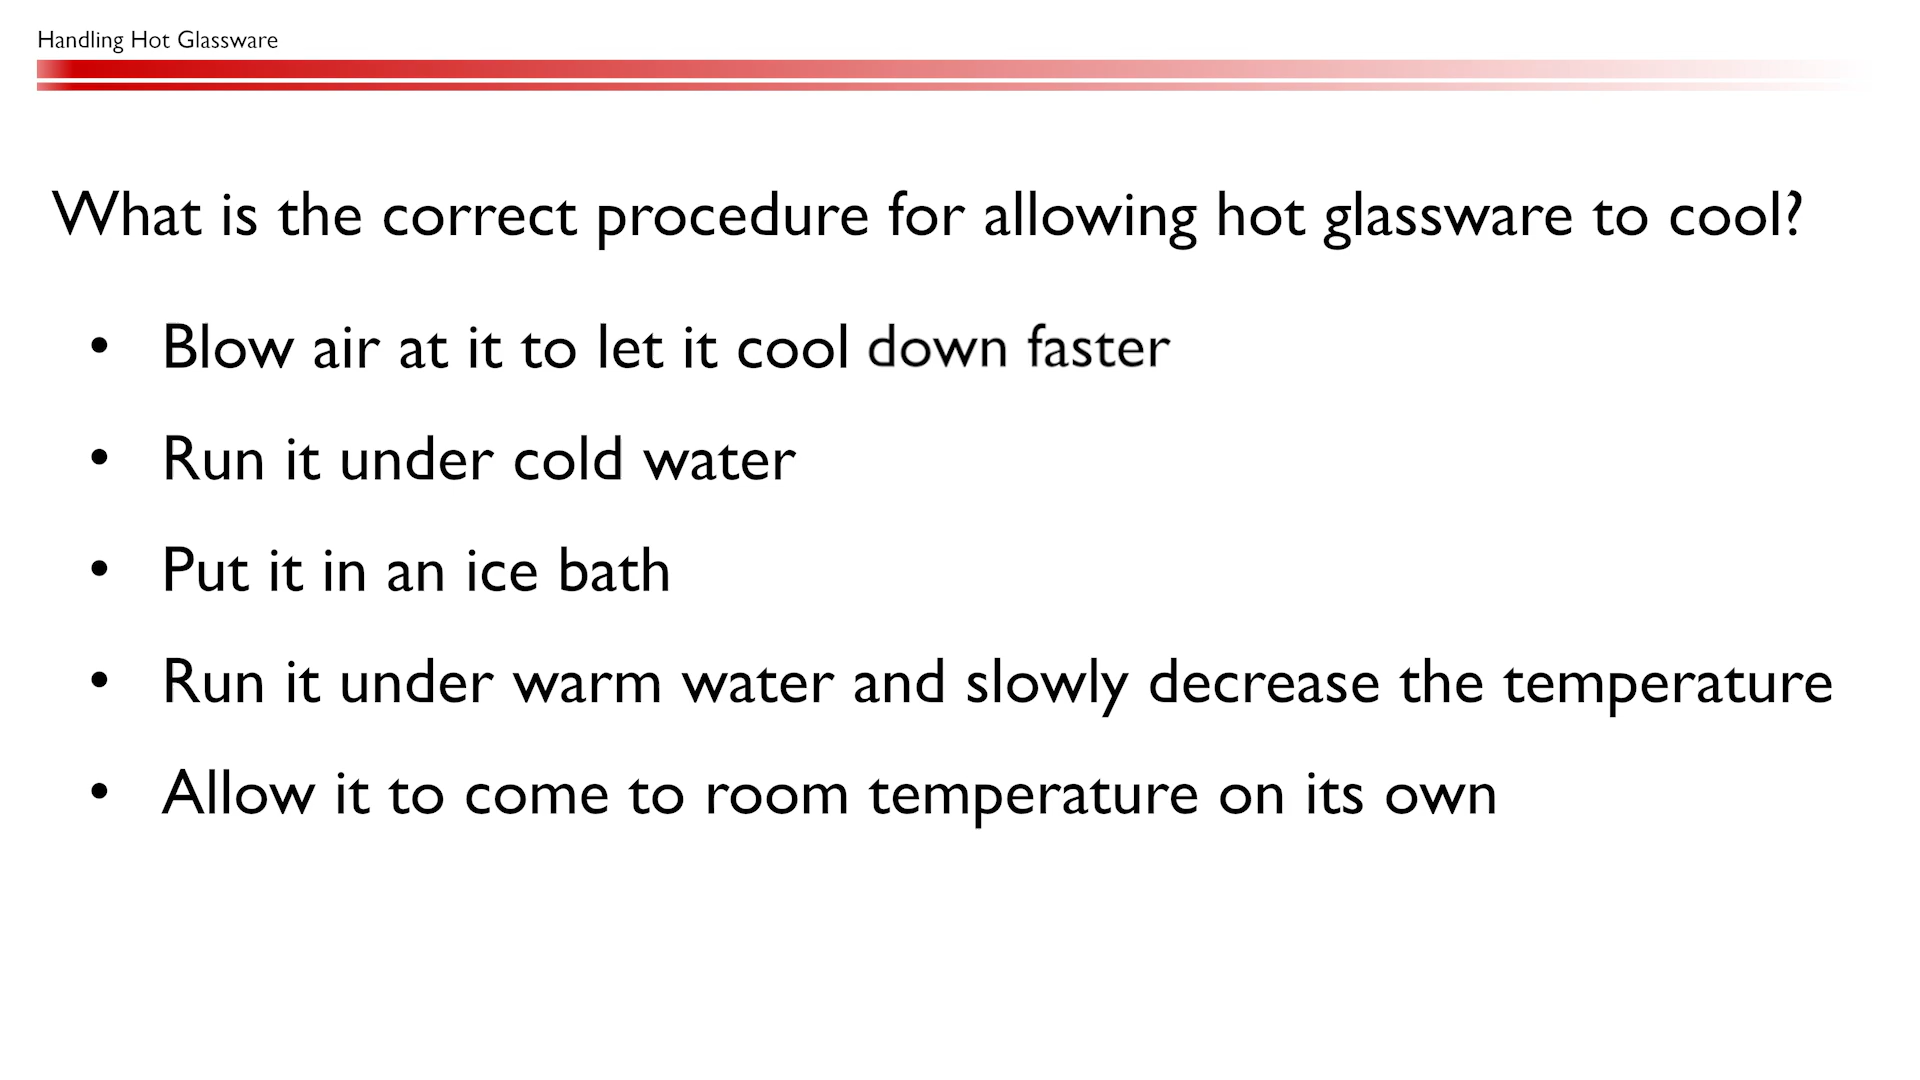 Handling Hot Glassware
What is the correct procedure for allowing hot glassware to cool?
• Blow air at it to let it cool down faster
• Run it under cold water
• Put it in an ice bath
• Run it under warm water and slowly decrease the temperature
• Allow it to come to room temperature on its own